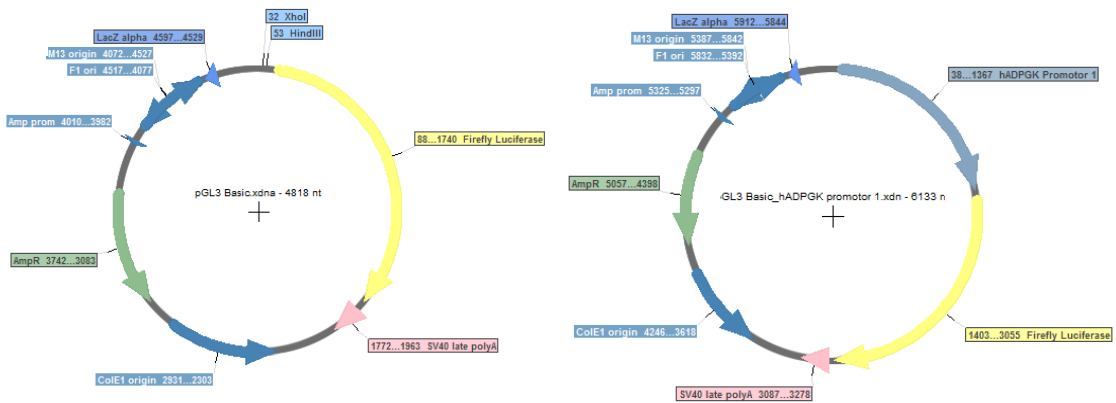 32 XhoI
53 HindIII
LacZ alpha 4597...4529
M13 origin 4072...4527
F1 ori 4517...4077
Amp prom 4010...3982
88...1740 Firefly Luciferase
pGL3 Basic.xdna - 4818 nt
AmpR 3742...3083
1772...1963 SV40 late polyA
ColE1 origin 2931...2303
LacZ alpha 5912...5844
M13 origin 5387...5842
F1 ori 5832...5392
Amp prom 5325...5297
38...1367 hADPGK Promotor 1
AmpR 5057...4398
GL3 Basic_hADPGK promotor 1.xdn - 6133 n
ColE1 origin 4246...3618
1403...3055 Firefly Luciferase
SV40 late polyA 3087...3278